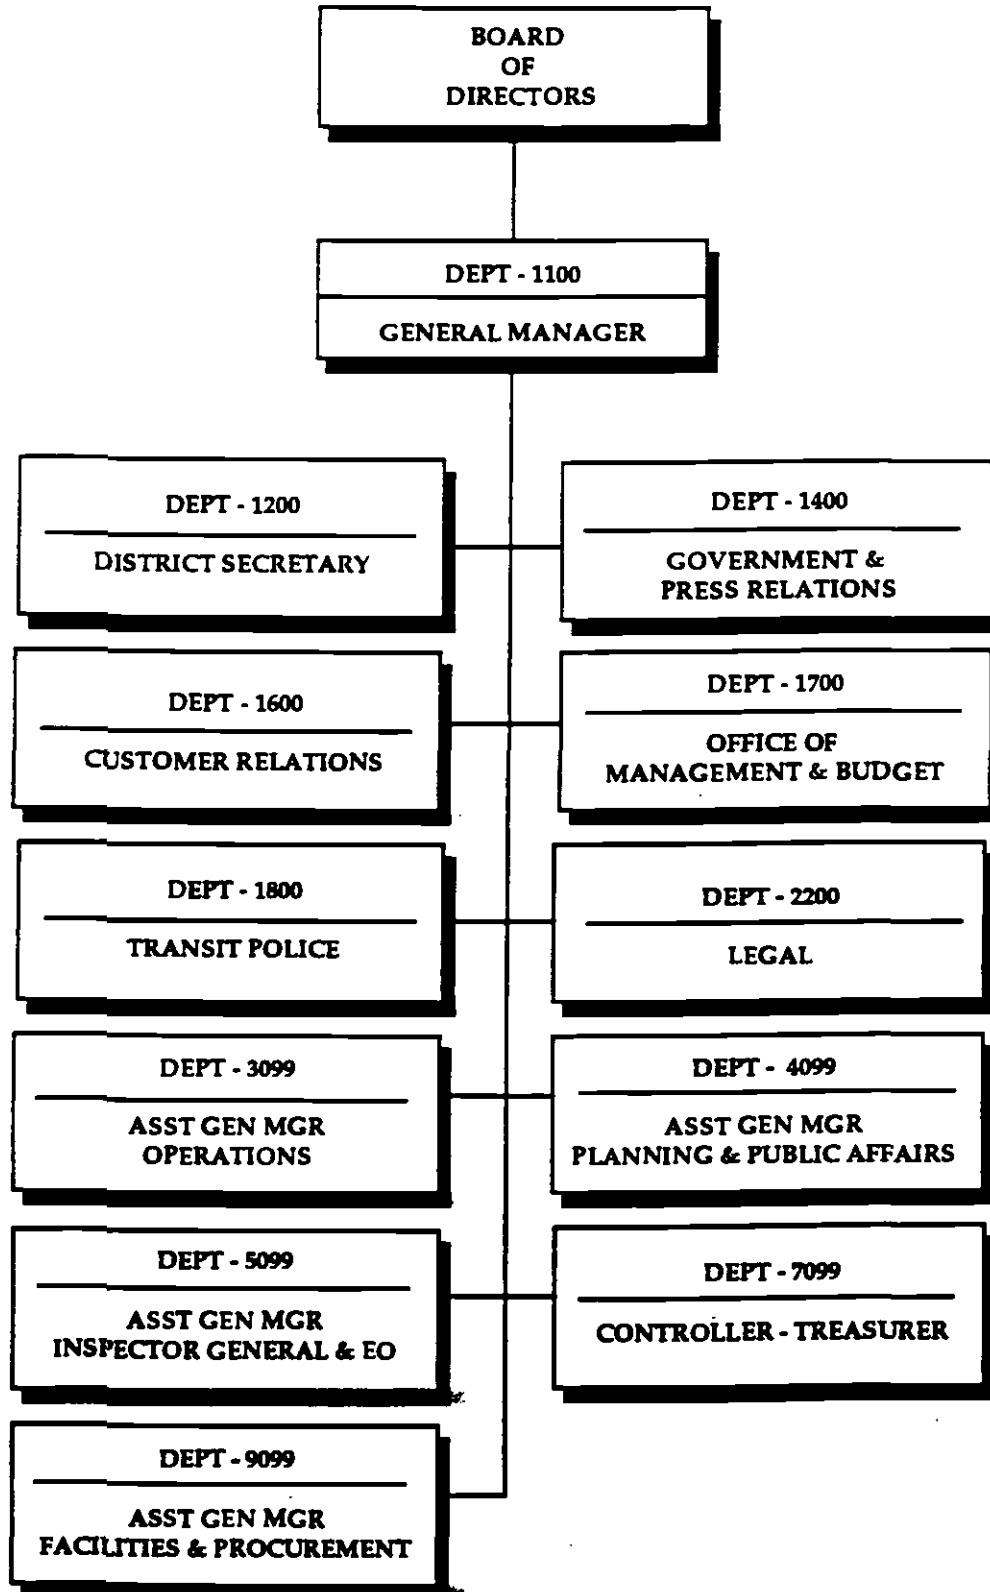 BOARD
OF
DIRECTORS
DEPT - 1100
GENERAL MANAGER
DEPT - 1200
DISTRICT SECRETARY
DEPT - 1400
GOVERNMENT &
PRESS RELATIONS
DEPT - 1600
CUSTOMER RELATIONS
DEPT - 1700
OFFICE OF
MANAGEMENT & BUDGET
DEPT - 1800
TRANSIT POLICE
DEPT - 2200
LEGAL
DEPT - 3099
ASST GEN MGR
OPERATIONS
DEPT - 4099
ASST GEN MGR
PLANNING & PUBLIC AFFAIRS
DEPT - 5099
ASST GEN MGR
INSPECTOR GENERAL & EO
DEPT - 7099
CONTROLLER - TREASURER
DEPT - 9099
ASST GEN MGR
FACILITIES & PROCUREMENT